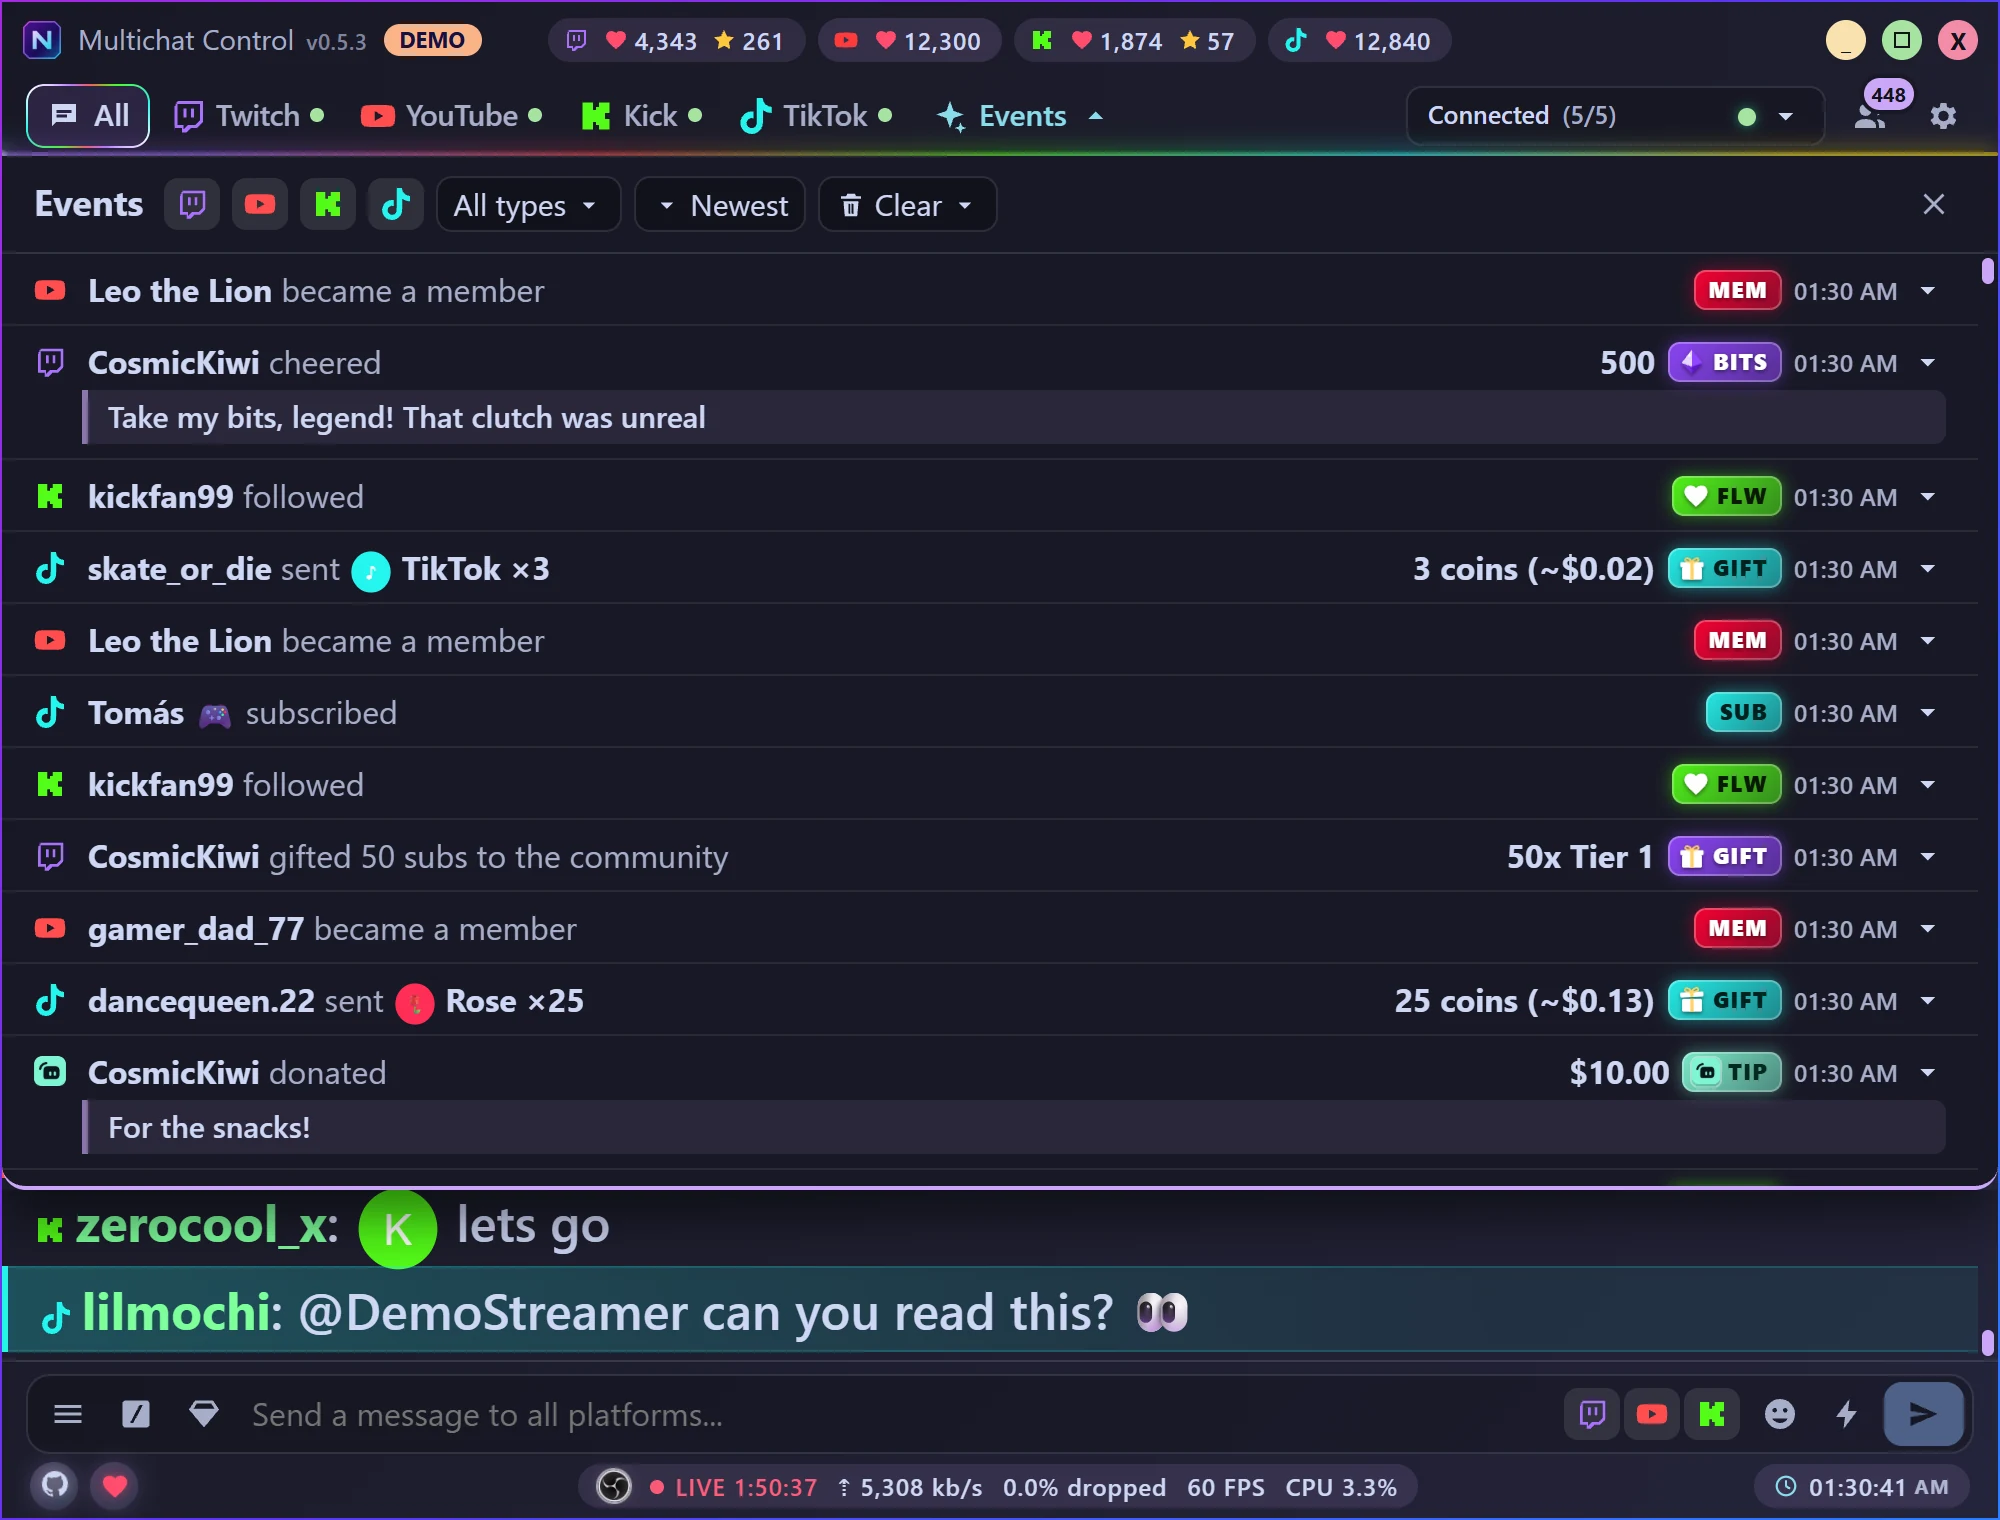 N Multichat Control v0.5.3 DEMO 4,343 261 12,300 1,874 57 12,840 _ X
All Twitch YouTube Kick TikTok Events Connected (5/5) 448
Events All types Newest Clear
Leo the Lion became a member MEM 01:30 AM
CosmicKiwi cheered 500 BITS 01:30 AM
Take my bits, legend! That clutch was unreal
kickfan99 followed FLW 01:30 AM
skate_or_die sent TikTok ×3 3 coins (~$0.02) GIFT 01:30 AM
Leo the Lion became a member MEM 01:30 AM
Tomás 🎮 subscribed SUB 01:30 AM
kickfan99 followed FLW 01:30 AM
CosmicKiwi gifted 50 subs to the community 50x Tier 1 GIFT 01:30 AM
gamer_dad_77 became a member MEM 01:30 AM
dancequeen.22 sent Rose ×25 25 coins (~$0.13) GIFT 01:30 AM
CosmicKiwi donated $10.00 TIP 01:30 AM
For the snacks!
zerocool_x: K lets go
lilmochi: @DemoStreamer can you read this? 👀
Send a message to all platforms...
LIVE 1:50:37 5,308 kb/s 0.0% dropped 60 FPS CPU 3.3% 01:30:41 AM